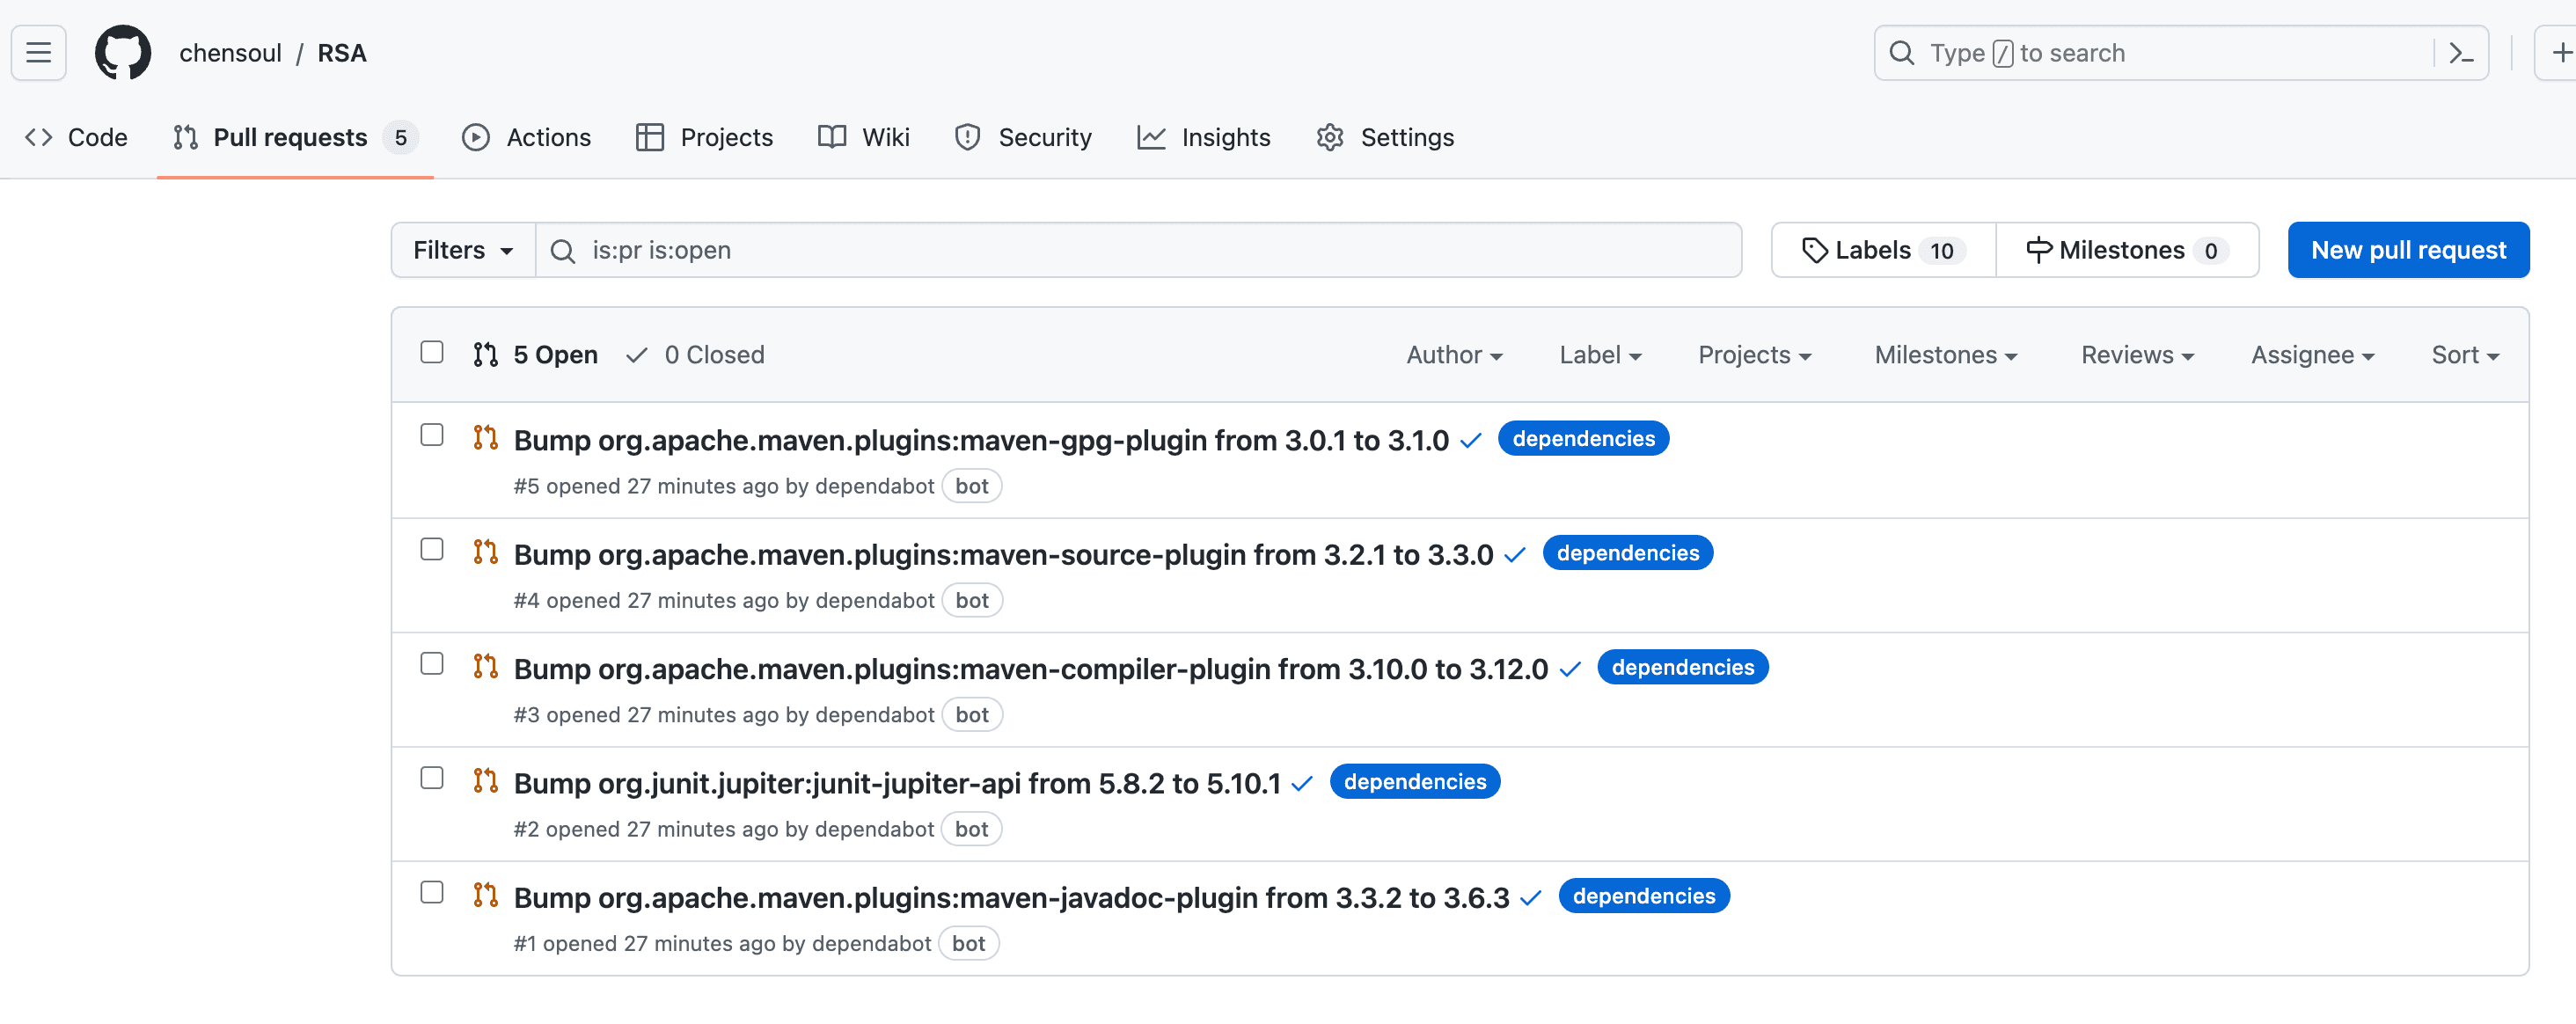 chensoul / RSA
Type / to search
Code Pull requests 5 Actions Projects Wiki Security Insights Settings
Filters is:pr is:open Labels 10 Milestones 0 New pull request
5 Open 0 Closed Author Label Projects Milestones Reviews Assignee Sort
Bump org.apache.maven.plugins:maven-gpg-plugin from 3.0.1 to 3.1.0 dependencies
#5 opened 27 minutes ago by dependabot bot
Bump org.apache.maven.plugins:maven-source-plugin from 3.2.1 to 3.3.0 dependencies
#4 opened 27 minutes ago by dependabot bot
Bump org.apache.maven.plugins:maven-compiler-plugin from 3.10.0 to 3.12.0 dependencies
#3 opened 27 minutes ago by dependabot bot
Bump org.junit.jupiter:junit-jupiter-api from 5.8.2 to 5.10.1 dependencies
#2 opened 27 minutes ago by dependabot bot
Bump org.apache.maven.plugins:maven-javadoc-plugin from 3.3.2 to 3.6.3 dependencies
#1 opened 27 minutes ago by dependabot bot